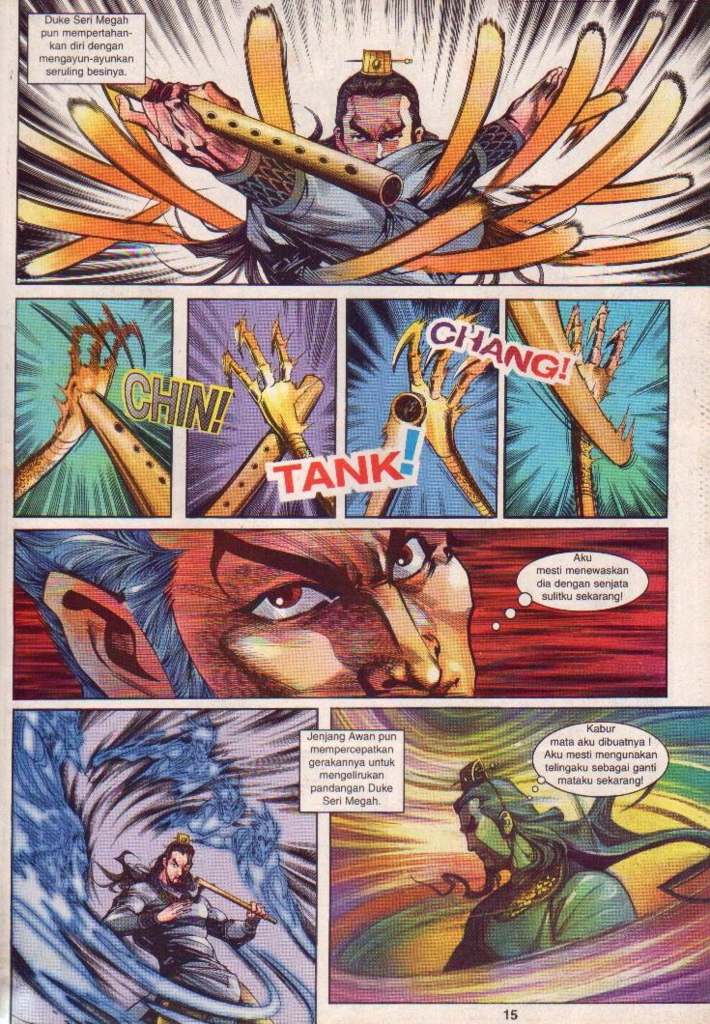 Duke Seri Megah
pun mempertahan-
kan diri dengan
mengayun-ayunkan
seruling besinya.
CHIN!
TANK!
CHANG!
Aku
mesti menewaskan
dia dengan senjata
sulitku sekarang!
Jenjang Awan pun
mempercepatkan
gerakannya untuk
mengelirukan
pandangan Duke
Seri Megah.
Kabur
mata aku dibuatnya !
Aku mesti mengunakan
telingaku sebagai ganti
mataku sekarang!
15